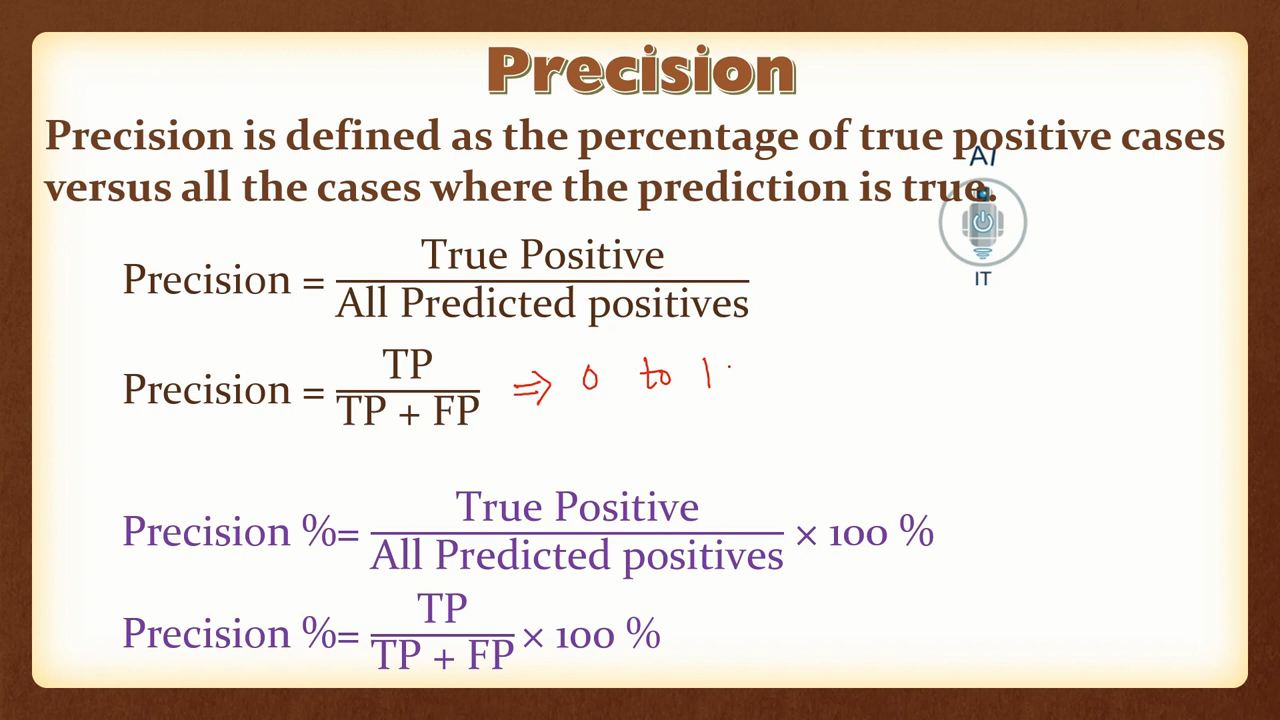 Precision
Precision is defined as the percentage of true positive cases
versus all the cases where the prediction is true.
AI
IT
Precision = True Positive / All Predicted positives
Precision = TP / TP + FP ⇒ 0 to 1
Precision %= True Positive / All Predicted positives × 100 %
Precision %= TP / TP + FP × 100 %